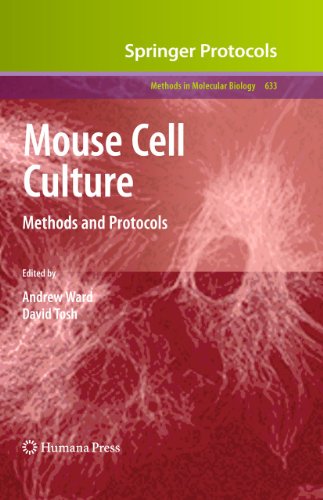 Springer Protocols
Methods in Molecular Biology 633
Mouse Cell
Culture
Methods and Protocols
Edited by
Andrew Ward
David Tosh
Humana Press